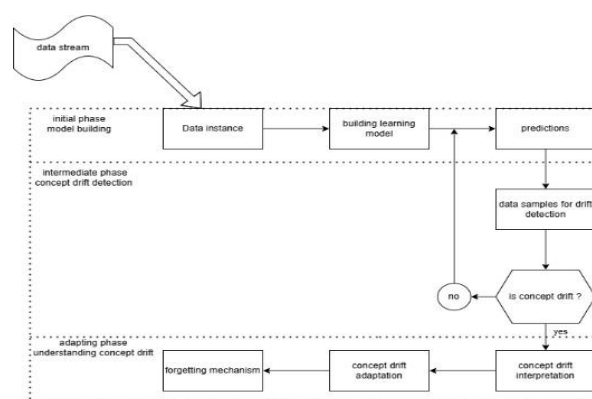 data stream
initial phase
model building
Data instance
building learning
model
predictions
intermediate phase
concept drift detection
data samples for drift
detection
no
is concept drift ?
yes
adapting phase
understanding concept drift
forgetting mechanism
concept drift
adaptation
concept drift
interpretation